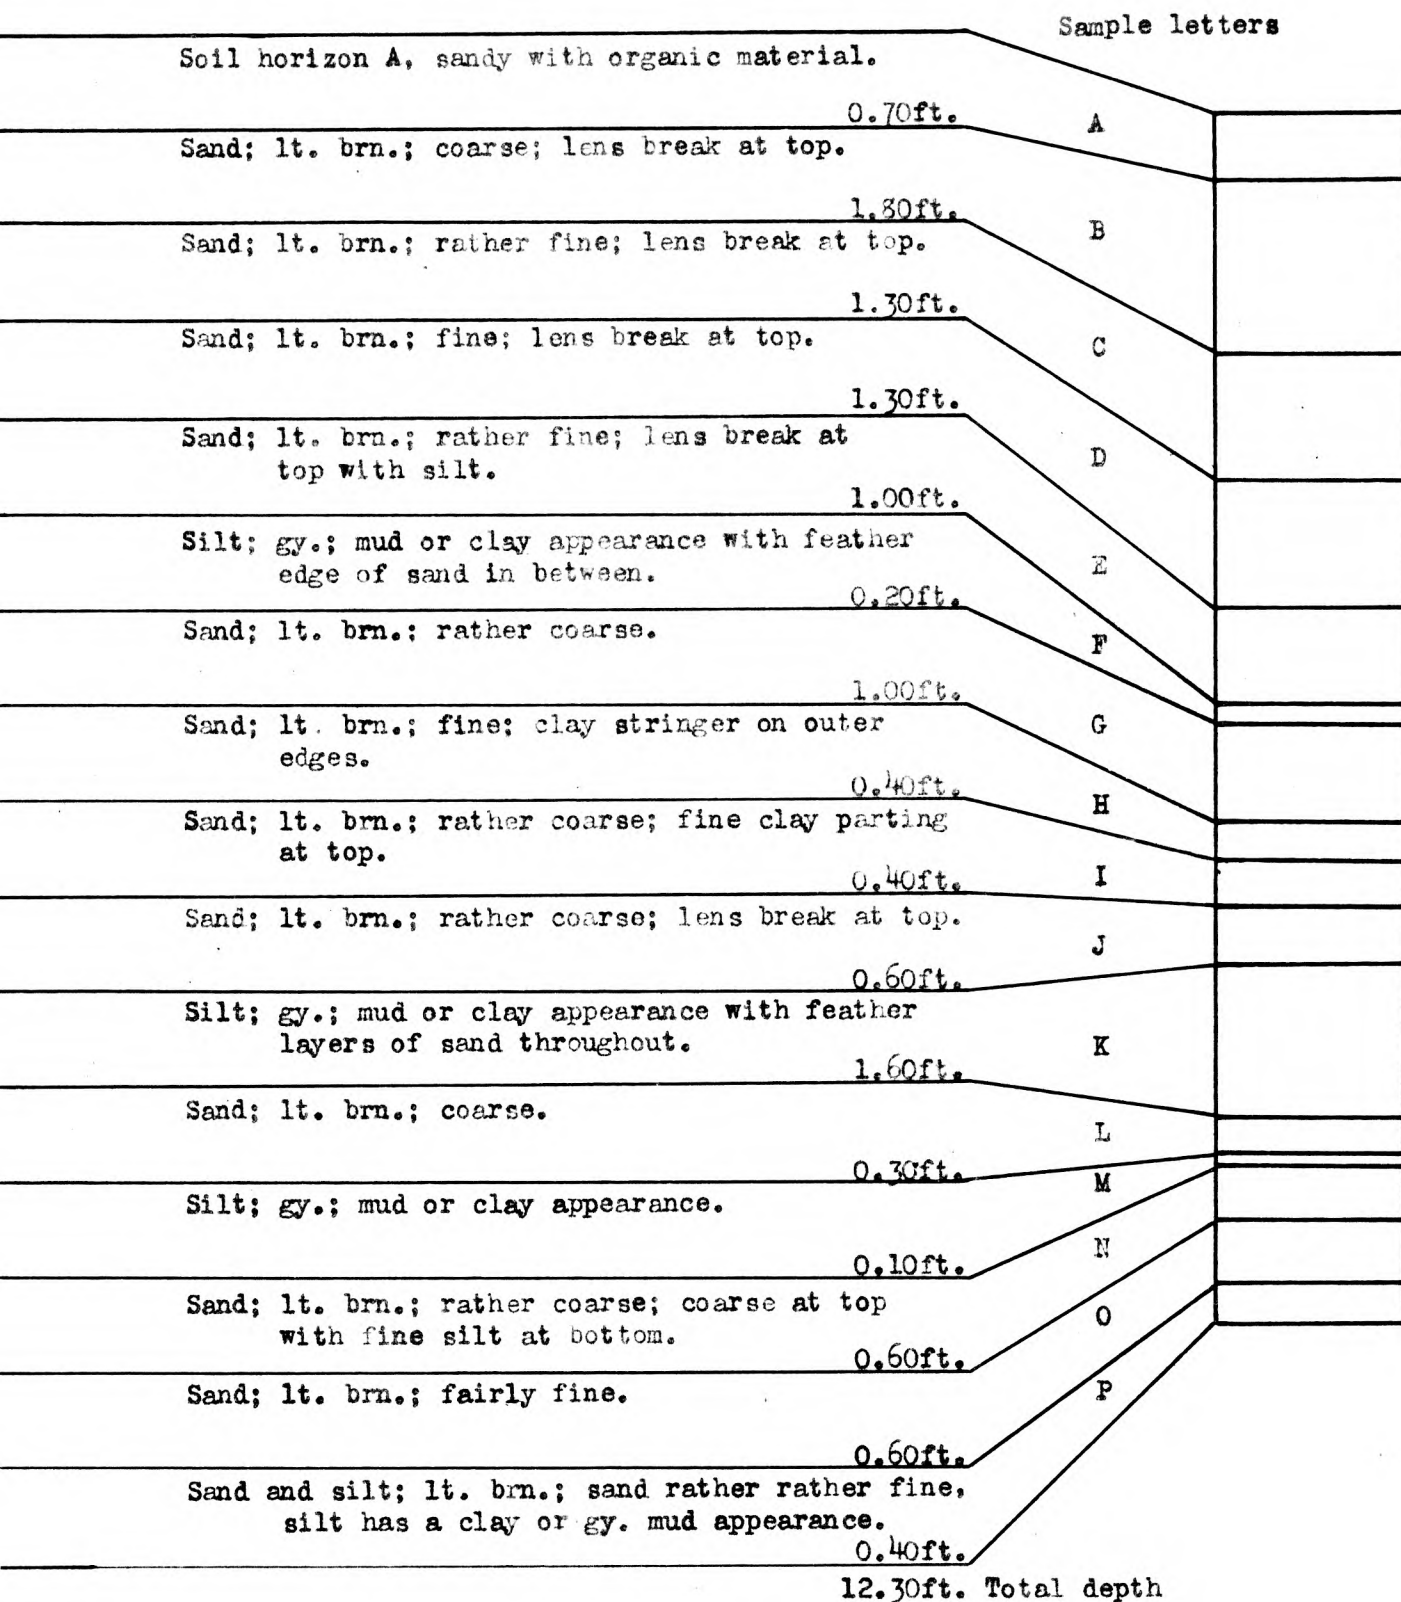 Sample letters
Soil horizon A, sandy with organic material.
0.70ft.
A
Sand; lt. brn.; coarse; lens break at top.
1.80ft.
B
Sand; lt. brn.; rather fine; lens break at top.
1.30ft.
C
Sand; lt. brn.; fine; lens break at top.
1.30ft.
D
Sand; lt. brn.; rather fine; lens break at
top with silt.
1.00ft.
E
Silt; gy.; mud or clay appearance with feather
edge of sand in between.
0.20ft.
F
Sand; lt. brn.; rather coarse.
1.00ft.
G
Sand; lt. brn.; fine; clay stringer on outer
edges.
0.40ft.
H
Sand; lt. brn.; rather coarse; fine clay parting
at top.
0.40ft.
I
Sand; lt. brn.; rather coarse; lens break at top.
0.60ft.
J
Silt; gy.; mud or clay appearance with feather
layers of sand throughout.
1.60ft.
K
Sand; lt. brn.; coarse.
0.30ft.
L
Silt; gy.; mud or clay appearance.
0.10ft.
M
Sand; lt. brn.; rather coarse; coarse at top
with fine silt at bottom.
0.60ft.
N
Sand; lt. brn.; fairly fine.
0.60ft.
O
Sand and silt; lt. brn.; sand rather rather fine,
silt has a clay or gy. mud appearance.
0.40ft.
P
12.30ft. Total depth